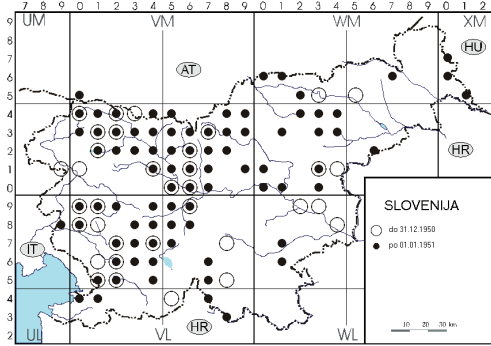 7 8 9 0 1 2 3 4 5 6 7 8 9 0 1 2 3 4 5 6 7 8 9 0 1 2
9 UM VM WM XM
8
7 HU
6 AT
5
4
3
2 HR
1
0
9 SLOVENIJA
8 do 31.12.1950
7 IT po 01.01.1951
6
5
4
3 10 20 30 km
2 UL VL HR WL